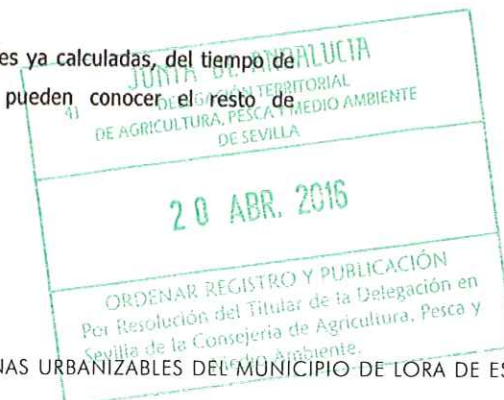 es ya calculadas, del tiempo de
pueden conocer el resto de
JUNTA DE ANDALUCIA
41
DELEGACIÓN TERRITORIAL
DE AGRICULTURA, PESCA Y MEDIO AMBIENTE
DE SEVILLA
20 ABR. 2016
ORDENAR REGISTRO Y PUBLICACIÓN
Por Resolución del Titular de la Delegación en
Sevilla de la Consejería de Agricultura, Pesca y
Medio Ambiente.
NAS URBANIZABLES DEL MUNICIPIO DE LORA DE ES